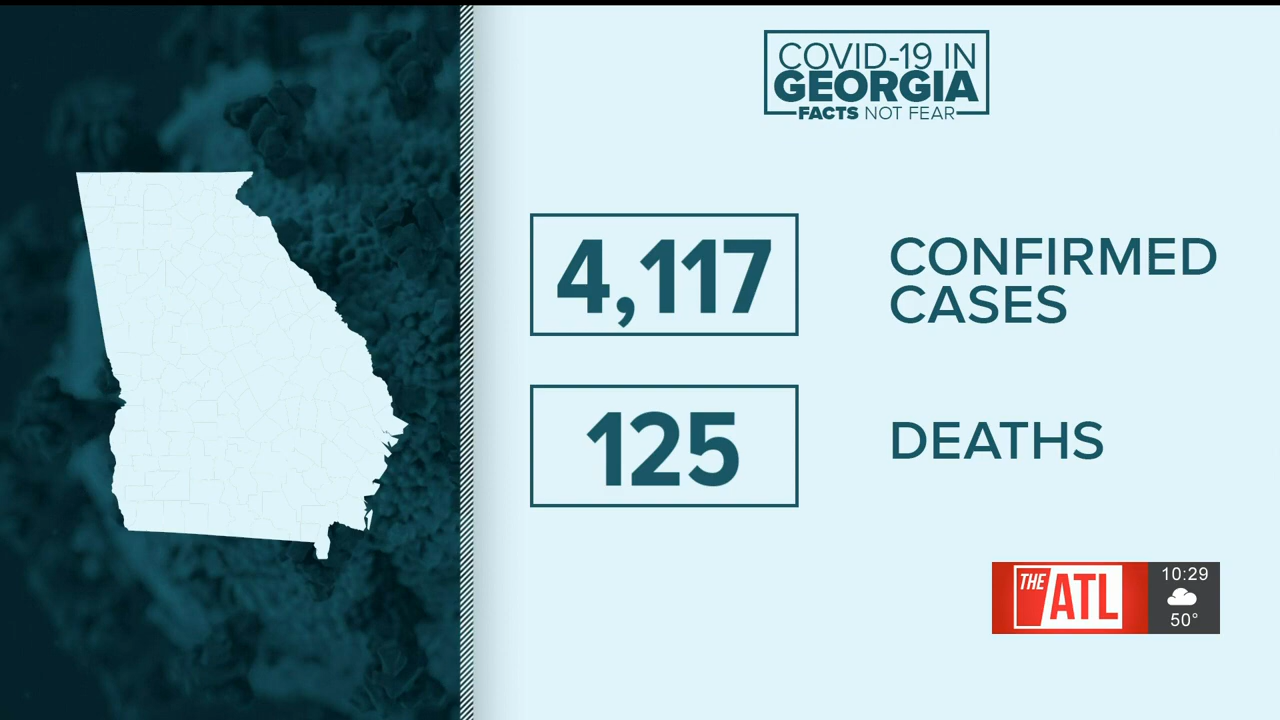 COVID-19 IN
GEORGIA
FACTS NOT FEAR
4,117
CONFIRMED
CASES
125
DEATHS
THE ATL
10:29
50°